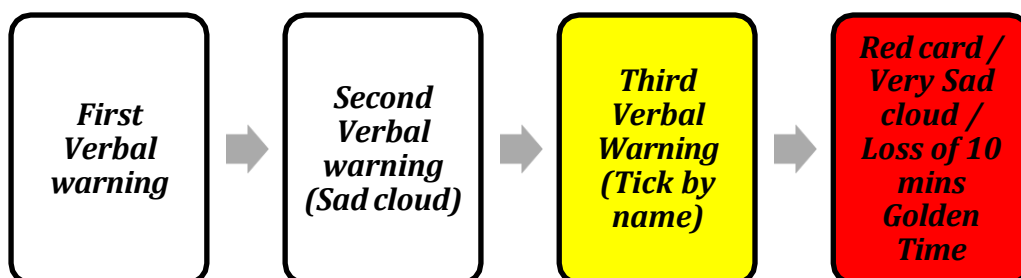 First
Verbal
warning
Second
Verbal
warning
(Sad cloud)
Third
Verbal
Warning
(Tick by
name)
Red card /
Very Sad
cloud /
Loss of 10
mins
Golden
Time